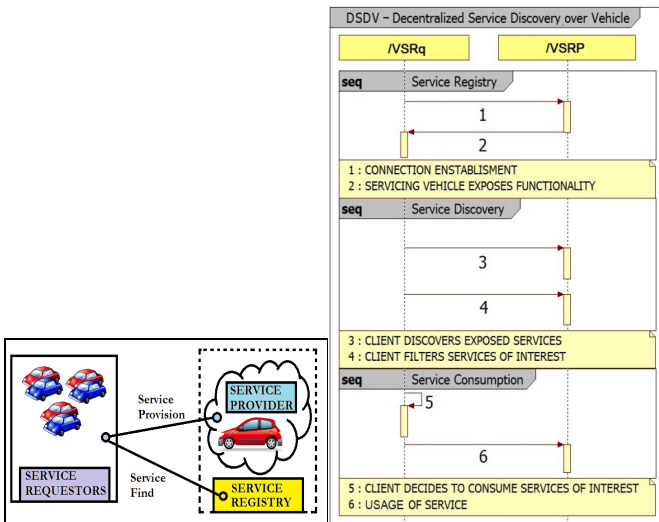 SERVICE
REQUESTORS
Service
Provision
Service
Find
SERVICE
PROVIDER
SERVICE
REGISTRY
DSDV – Decentralized Service Discovery over Vehicle
/VSRq
/VSRP
seq Service Registry
1
2
1 : CONNECTION ENSTABLISMENT
2 : SERVICING VEHICLE EXPOSES FUNCTIONALITY
seq Service Discovery
3
4
3 : CLIENT DISCOVERS EXPOSED SERVICES
4 : CLIENT FILTERS SERVICES OF INTEREST
seq Service Consumption
5
6
5 : CLIENT DECIDES TO CONSUME SERVICES OF INTEREST
6 : USAGE OF SERVICE